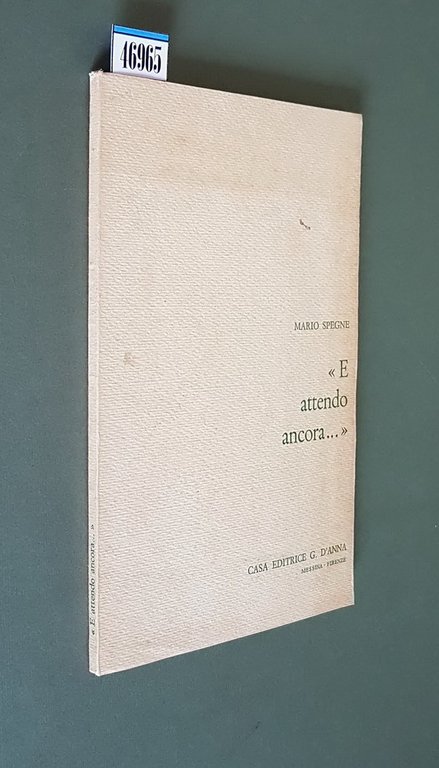 46965
MARIO SPEGNE
« E
attendo
ancora... »
CASA EDITRICE G. D'ANNA
MESSINA - FIRENZE
« E attendo ancora... »